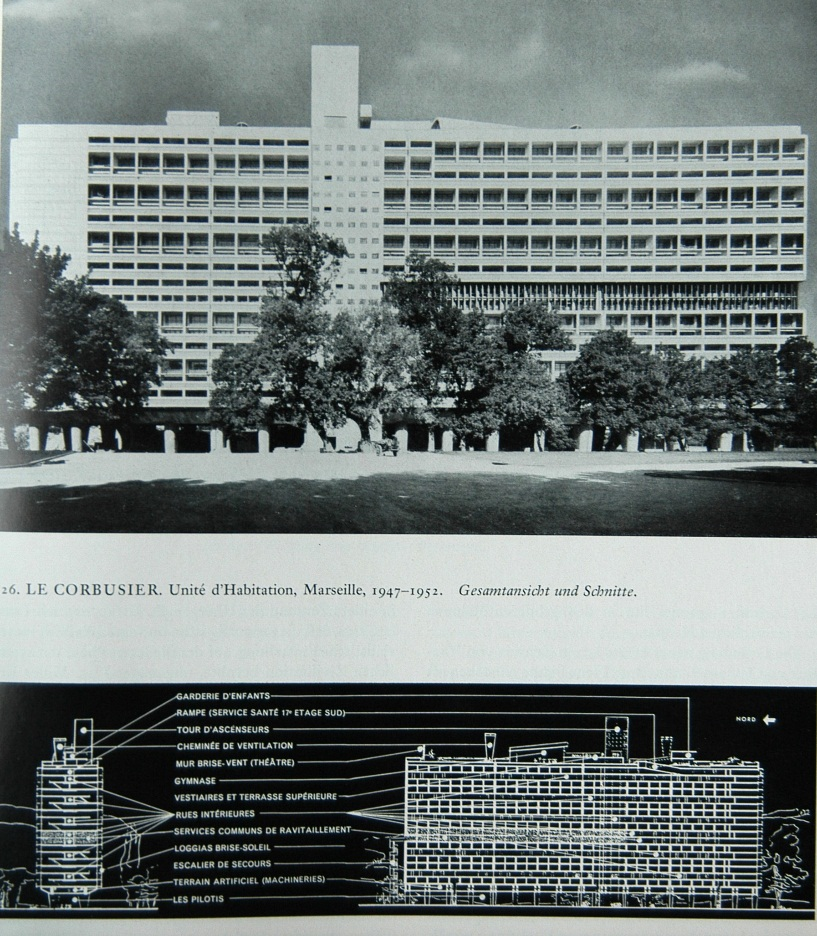 26. LE CORBUSIER. Unité d'Habitation, Marseille, 1947–1952. Gesamtansicht und Schnitte.
GARDERIE D'ENFANTS
RAMPE (SERVICE SANTÉ 17e ETAGE SUD)
TOUR D'ASCENSEURS
CHEMINÉE DE VENTILATION
MUR BRISE-VENT (THÉÂTRE)
GYMNASE
VESTIAIRES ET TERRASSE SUPÉRIEURE
RUES INTÉRIEURES
SERVICES COMMUNS DE RAVITAILLEMENT
LOGGIAS BRISE-SOLEIL
ESCALIER DE SECOURS
TERRAIN ARTIFICIEL (MACHINERIES)
LES PILOTIS
NORD